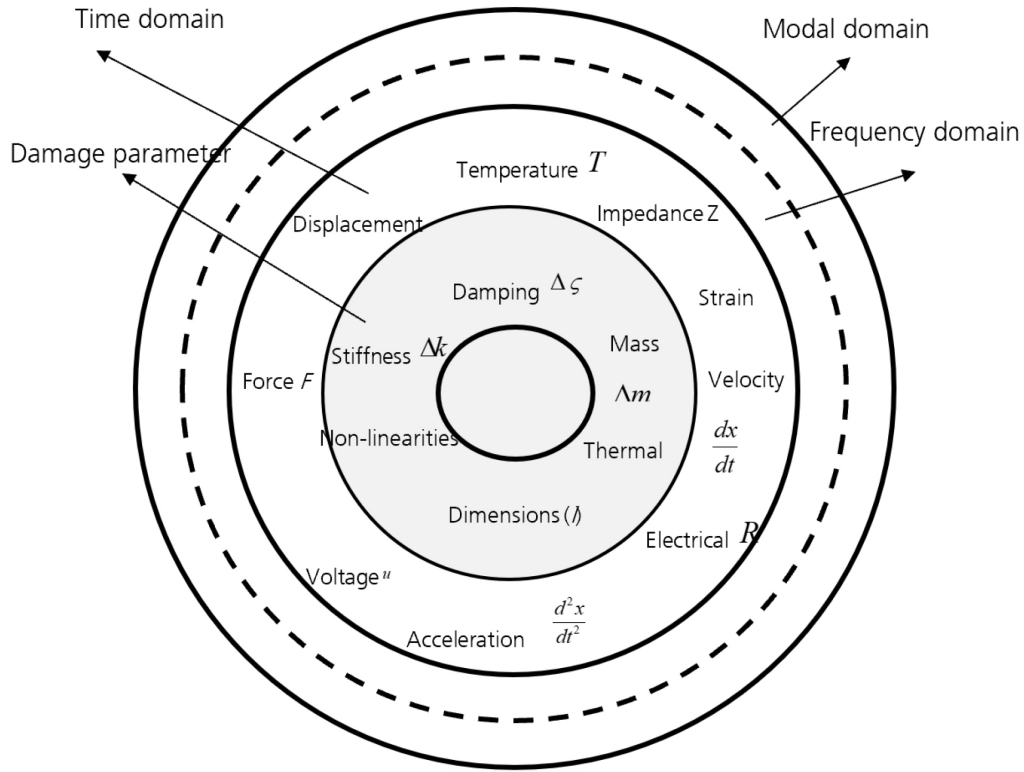 Time domain
Modal domain
Frequency domain
Damage parameter
Temperature T
Impedance Z
Displacement
Damping Δς
Strain
Stiffness Δk
Mass
Force F
Velocity
Λm
dx
dt
Non-linearities
Thermal
Dimensions (l)
Electrical R
Voltage u
Acceleration
d²x
dt²